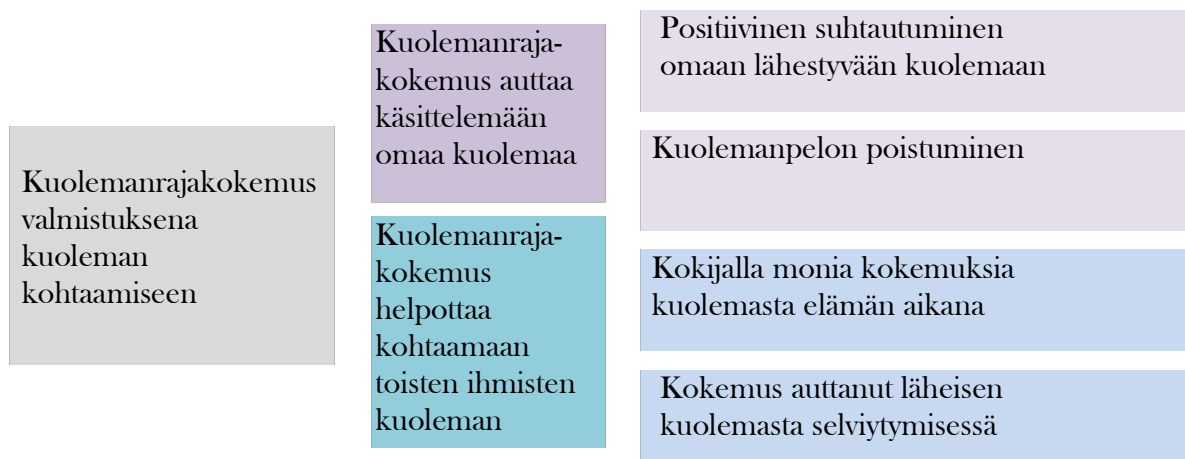 Kuolemanrajakokemus
valmistuksena
kuoleman
kohtaamiseen
Kuolemanraja-
kokemus auttaa
käsittelemään
omaa kuolemaa
Kuolemanraja-
kokemus
helpottaa
kohtaamaan
toisten ihmisten
kuoleman
Positiivinen suhtautuminen
omaan lähestyvään kuolemaan
Kuolemanpelon poistuminen
Kokijalla monia kokemuksia
kuolemasta elämän aikana
Kokemus auttanut läheisen
kuolemasta selviytymisessä